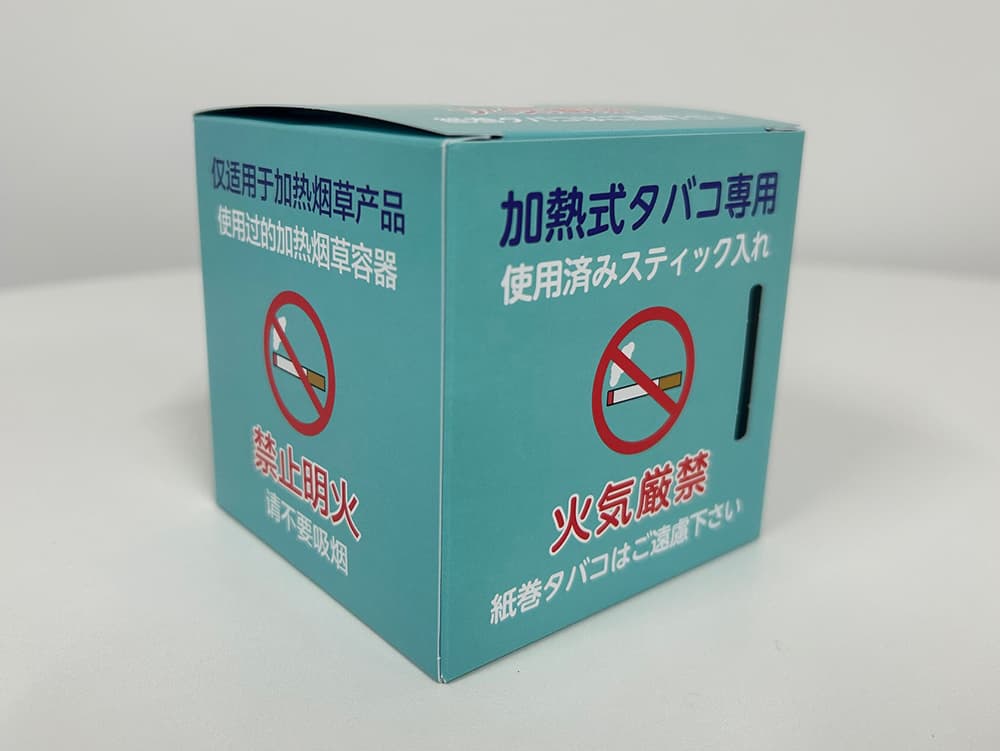 仅适用于加热烟草产品
使用过的加热烟草容器
禁止明火
请不要吸烟
加熱式タバコ専用
使用済みスティック入れ
火気厳禁
紙巻タバコはご遠慮下さい